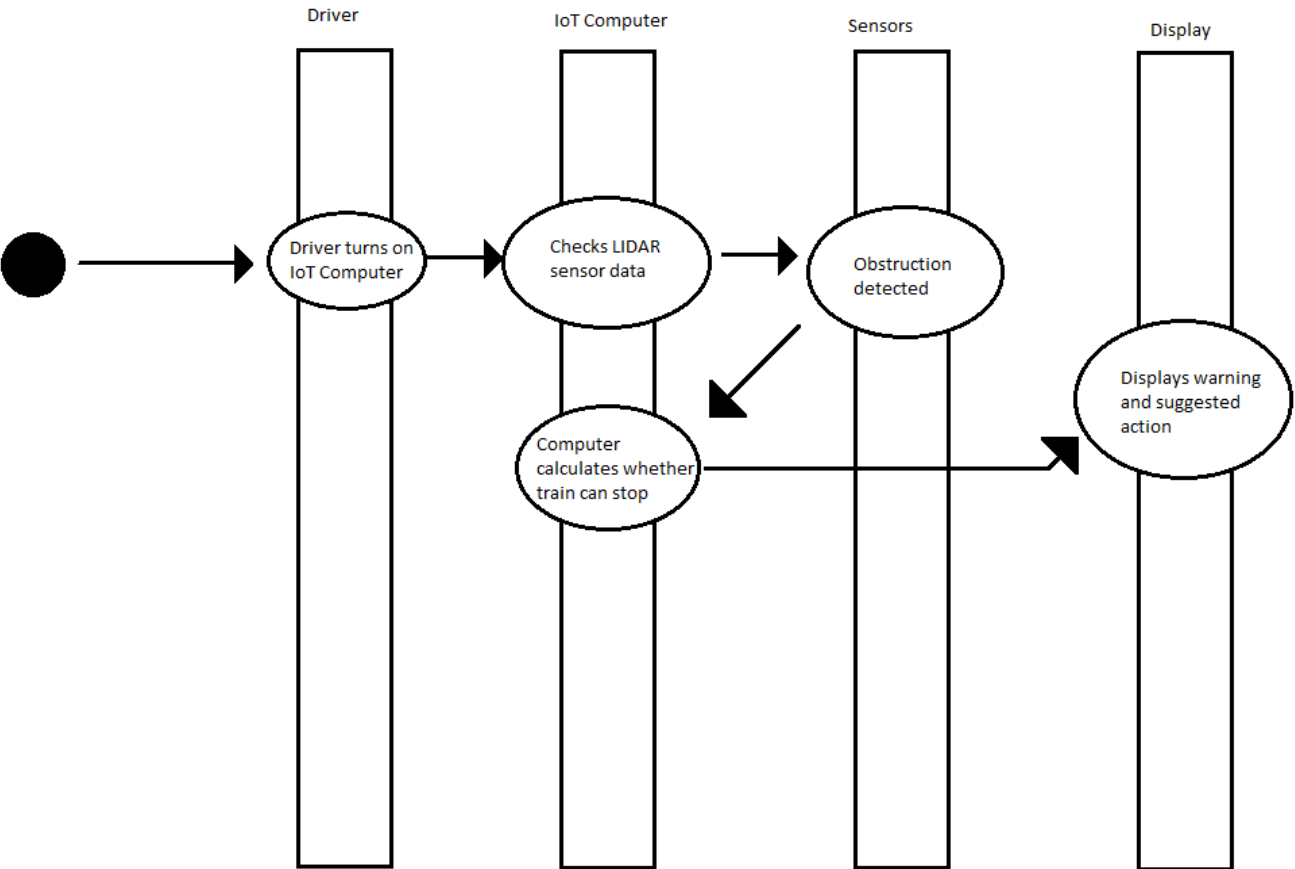 Driver
IoT Computer
Sensors
Display
Driver turns on
IoT Computer
Checks LIDAR
sensor data
Obstruction
detected
Computer
calculates whether
train can stop
Displays warning
and suggested
action